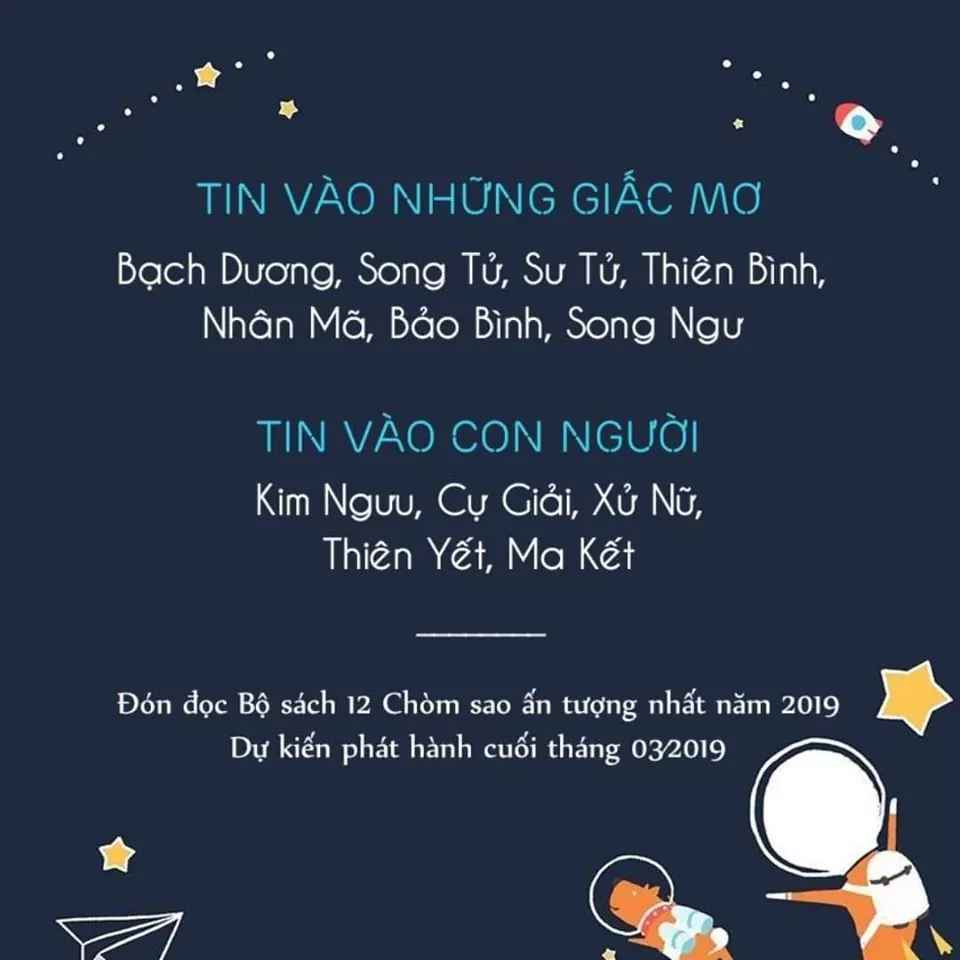 TIN VÀO NHỮNG GIẤC MƠ
Bạch Dương, Song Tử, Sư Tử, Thiên Bình,
Nhân Mã, Bảo Bình, Song Ngư
TIN VÀO CON NGƯỜI
Kim Ngưu, Cự Giải, Xử Nữ,
Thiên Yết, Ma Kết
Đón đọc Bộ sách 12 Chòm sao ấn tượng nhất năm 2019
Dự kiến phát hành cuối tháng 03/2019